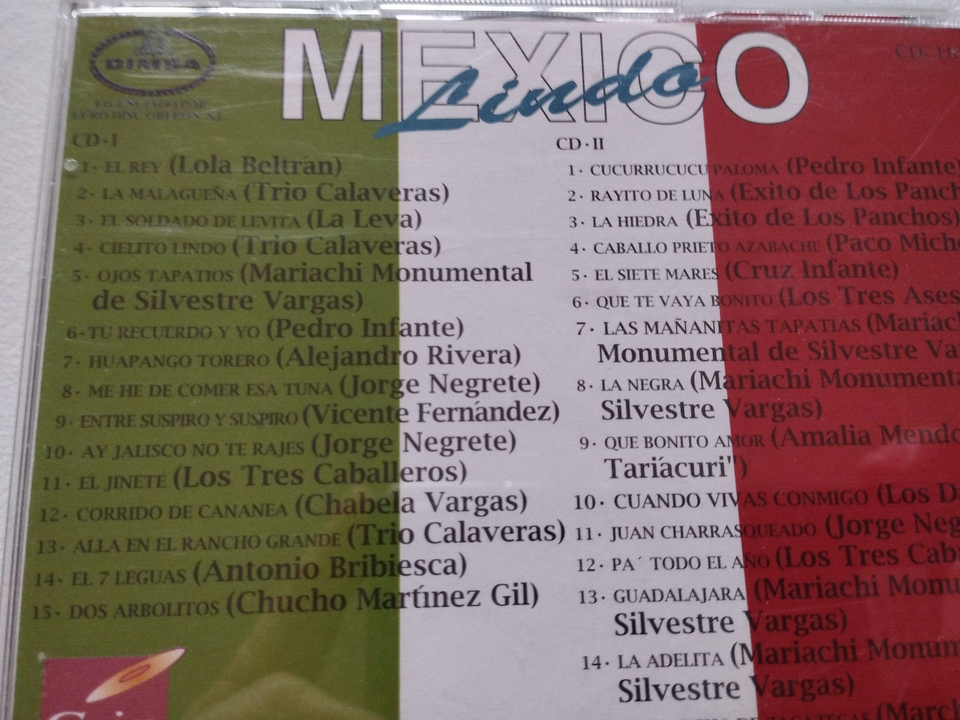 MEXICO
Lindo
DIMSA
LICENCIADO POR
EURO DISC ORFEON, S.L.
CD·I
1· EL REY (Lola Beltrán)
2· LA MALAGUEÑA (Trio Calaveras)
3· EL SOLDADO DE LEVITA (La Leva)
4· CIELITO LINDO (Trio Calaveras)
5· OJOS TAPATIOS (Mariachi Monumental
de Silvestre Vargas)
6·TU RECUERDO Y YO (Pedro Infante)
7· HUAPANGO TORERO (Alejandro Rivera)
8· ME HE DE COMER ESA TUNA (Jorge Negrete)
9· ENTRE SUSPIRO Y SUSPIRO (Vicente Fernández)
10· AY JALISCO NO TE RAJES (Jorge Negrete)
11· EL JINETE (Los Tres Caballeros)
12· CORRIDO DE CANANEA (Chabela Vargas)
13· ALLA EN EL RANCHO GRANDE (Trio Calaveras)
14· EL 7 LEGUAS (Antonio Bribiesca)
15· DOS ARBOLITOS (Chucho Martínez Gil)
CD·II
1· CUCURRUCUCU PALOMA (Pedro Infante)
2· RAYITO DE LUNA (Exito de Los Panch
3· LA HIEDRA (Exito de Los Panchos)
4· CABALLO PRIETO AZABACHE (Paco Mich
5· EL SIETE MARES (Cruz Infante)
6· QUE TE VAYA BONITO (Los Tres Ases
7· LAS MAÑANITAS TAPATIAS (Mariac
Monumental de Silvestre Va
8· LA NEGRA (Mariachi Monumenta
Silvestre Vargas)
9· QUE BONITO AMOR (Amalia Mendo
Tariácuri")
10· CUANDO VIVAS CONMIGO (Los D
11· JUAN CHARRASQUEADO (Jorge Neg
12· PA´ TODO EL AÑO (Los Tres Cab
13· GUADALAJARA (Mariachi Monu
Silvestre Vargas)
14· LA ADELITA (Mariachi Monum
Silvestre Vargas)